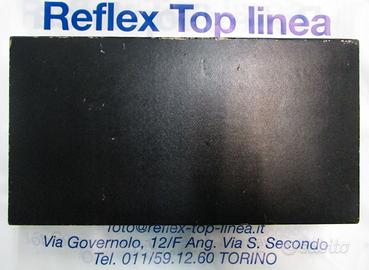 Reflex Top linea
foto@reflex-top-linea.it
Via Governolo, 12/F Ang. Via S. Secondo
Tel. 011/59.12.60 TORINO
subito